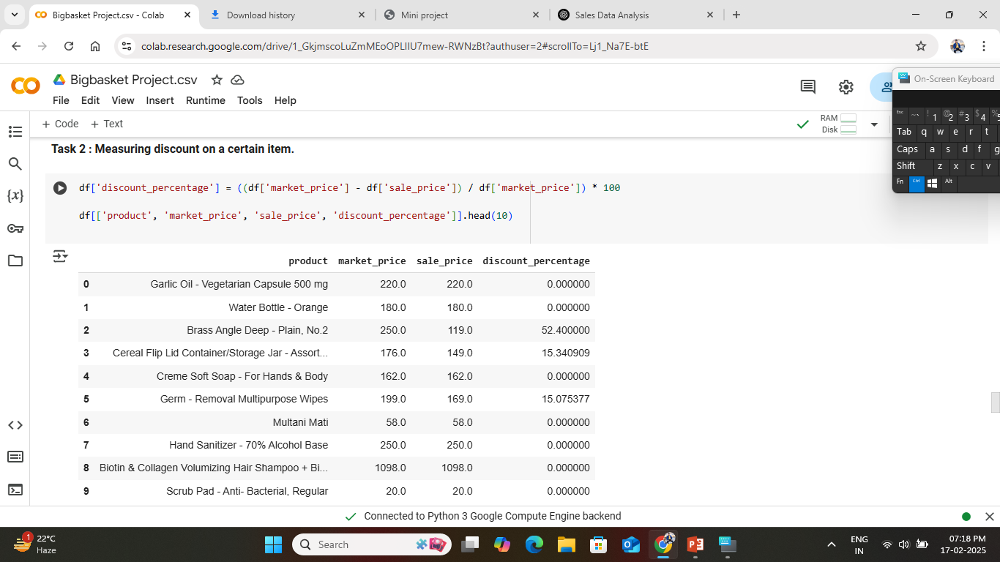 Bigbasket Project.csv - Colab
Download history
Mini project
Sales Data Analysis
colab.research.google.com/drive/1_GkjmscoLuZmMEoOPLIIU7mew-RWNzBt?authuser=2#scrollTo=Lj1_Na7E-btE
Bigbasket Project.csv
File Edit View Insert Runtime Tools Help
On-Screen Keyboard
Esc ~` ! 1 @ 2 # 3 $ 4 % 5
Tab q w e r t
Caps a s d f g
Shift z x c v
Fn Ctrl Alt
+ Code + Text
RAM
Disk
Task 2 : Measuring discount on a certain item.
df['discount_percentage'] = ((df['market_price'] - df['sale_price']) / df['market_price']) * 100
df[['product', 'market_price', 'sale_price', 'discount_percentage']].head(10)
product market_price sale_price discount_percentage
0 Garlic Oil - Vegetarian Capsule 500 mg 220.0 220.0 0.000000
1 Water Bottle - Orange 180.0 180.0 0.000000
2 Brass Angle Deep - Plain, No.2 250.0 119.0 52.400000
3 Cereal Flip Lid Container/Storage Jar - Assort... 176.0 149.0 15.340909
4 Creme Soft Soap - For Hands & Body 162.0 162.0 0.000000
5 Germ - Removal Multipurpose Wipes 199.0 169.0 15.075377
6 Multani Mati 58.0 58.0 0.000000
7 Hand Sanitizer - 70% Alcohol Base 250.0 250.0 0.000000
8 Biotin & Collagen Volumizing Hair Shampoo + Bi... 1098.0 1098.0 0.000000
9 Scrub Pad - Anti- Bacterial, Regular 20.0 20.0 0.000000
{x}
Connected to Python 3 Google Compute Engine backend
1
22°C
Haze
Search
ENG
IN
07:18 PM
17-02-2025